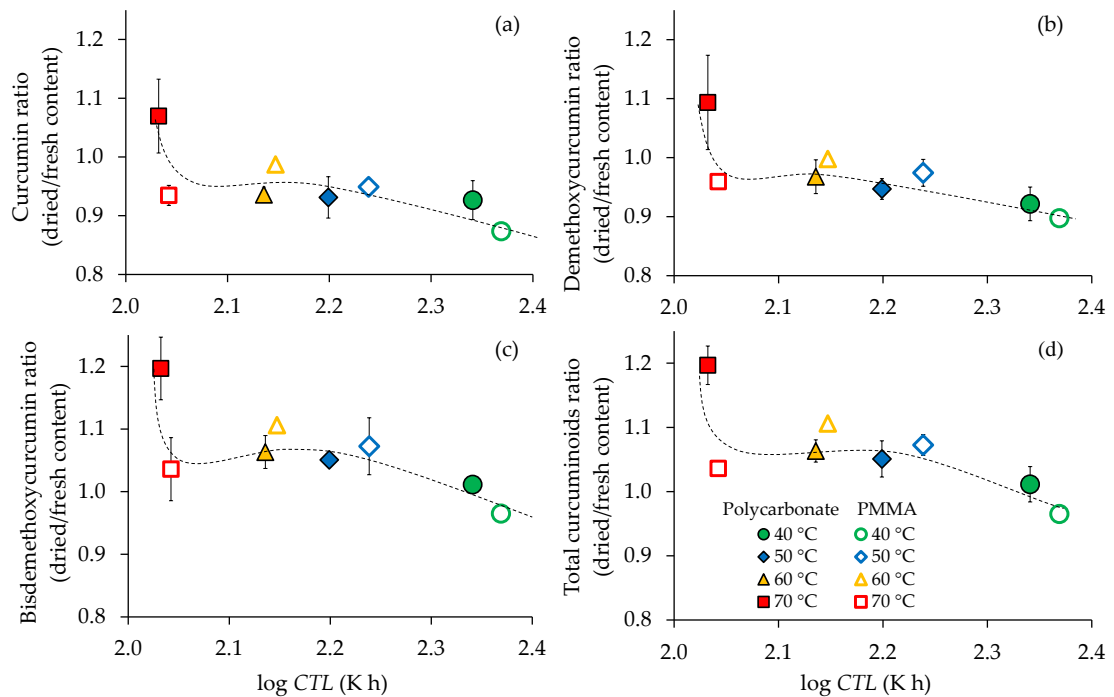 (a)
Curcumin ratio
(dried/fresh content)
1.2
1.1
1.0
0.9
0.8
2.0 2.1 2.2 2.3 2.4
(b)
Demethoxycurcumin ratio
(dried/fresh content)
1.2
1.1
1.0
0.9
0.8
2.0 2.1 2.2 2.3 2.4
(c)
Bisdemethoxycurcumin ratio
(dried/fresh content)
1.2
1.1
1.0
0.9
0.8
2.0 2.1 2.2 2.3 2.4
log CTL (K h)
(d)
Total curcuminoids ratio
(dried/fresh content)
1.2
1.1
1.0
0.9
0.8
Polycarbonate PMMA
40 °C 40 °C
50 °C 50 °C
60 °C 60 °C
70 °C 70 °C
2.0 2.1 2.2 2.3 2.4
log CTL (K h)